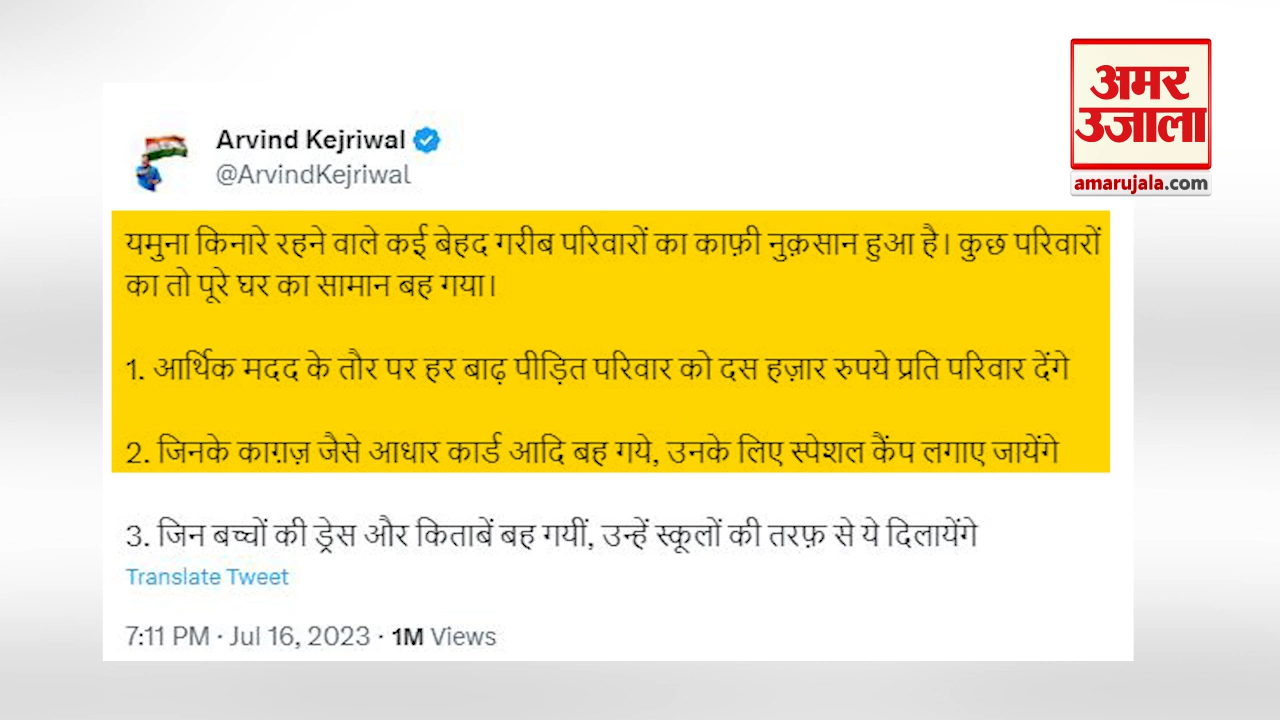 अमर
उजाला
amarujala.com
Arvind Kejriwal
@ArvindKejriwal
यमुना किनारे रहने वाले कई बेहद गरीब परिवारों का काफ़ी नुक़सान हुआ है। कुछ परिवारों
का तो पूरे घर का सामान बह गया।
1. आर्थिक मदद के तौर पर हर बाढ़ पीड़ित परिवार को दस हज़ार रुपये प्रति परिवार देंगे
2. जिनके काग़ज़ जैसे आधार कार्ड आदि बह गये, उनके लिए स्पेशल कैंप लगाए जायेंगे
3. जिन बच्चों की ड्रेस और किताबें बह गयीं, उन्हें स्कूलों की तरफ़ से ये दिलायेंगे
Translate Tweet
7:11 PM · Jul 16, 2023 · 1M Views